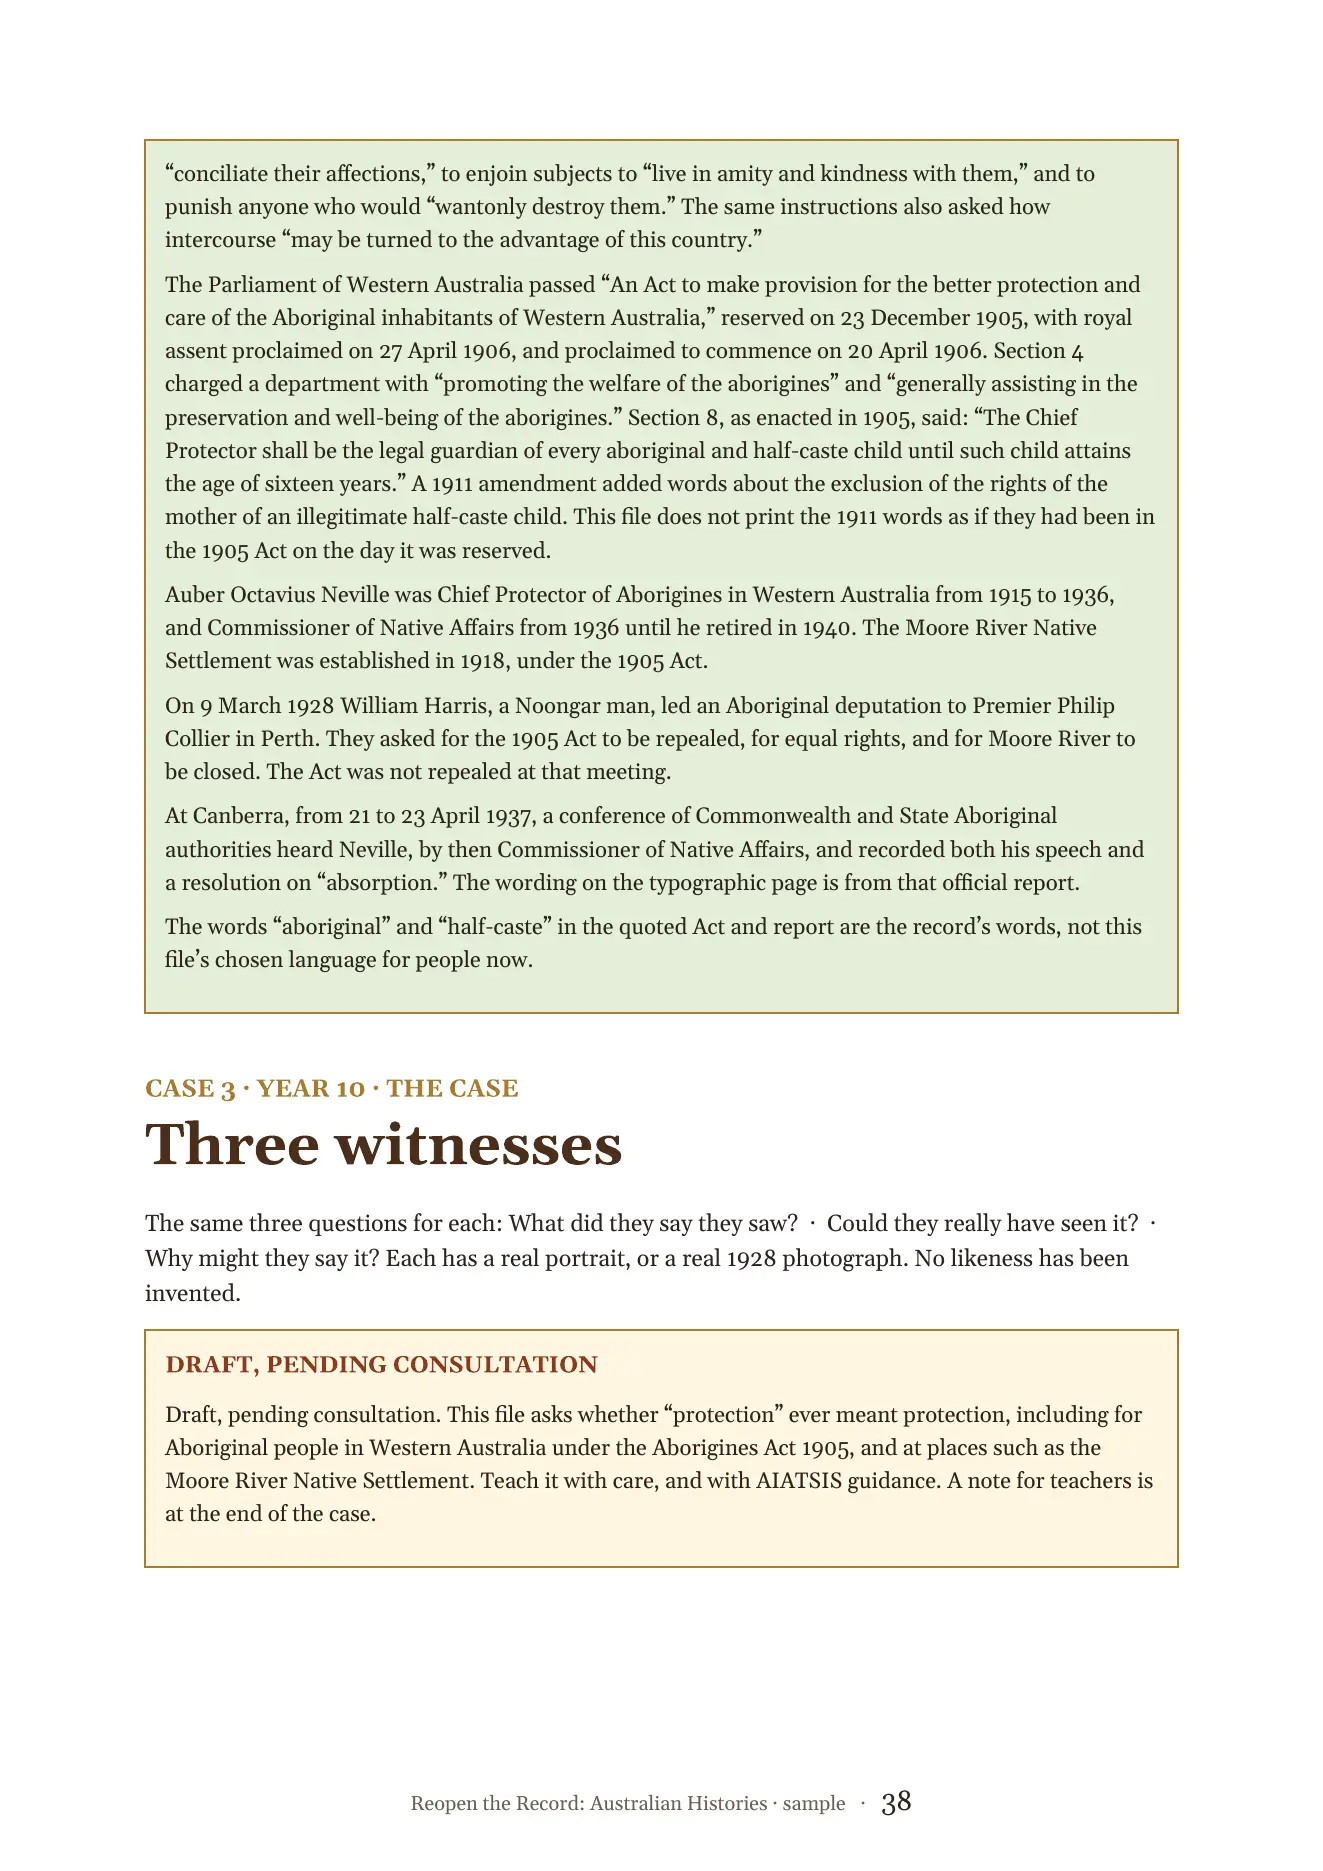 “conciliate their affections,” to enjoin subjects to “live in amity and kindness with them,” and to
punish anyone who would “wantonly destroy them.” The same instructions also asked how
intercourse “may be turned to the advantage of this country.”
The Parliament of Western Australia passed “An Act to make provision for the better protection and
care of the Aboriginal inhabitants of Western Australia,” reserved on 23 December 1905, with royal
assent proclaimed on 27 April 1906, and proclaimed to commence on 20 April 1906. Section 4
charged a department with “promoting the welfare of the aborigines” and “generally assisting in the
preservation and well-being of the aborigines.” Section 8, as enacted in 1905, said: “The Chief
Protector shall be the legal guardian of every aboriginal and half-caste child until such child attains
the age of sixteen years.” A 1911 amendment added words about the exclusion of the rights of the
mother of an illegitimate half-caste child. This file does not print the 1911 words as if they had been in
the 1905 Act on the day it was reserved.
Auber Octavius Neville was Chief Protector of Aborigines in Western Australia from 1915 to 1936,
and Commissioner of Native Affairs from 1936 until he retired in 1940. The Moore River Native
Settlement was established in 1918, under the 1905 Act.
On 9 March 1928 William Harris, a Noongar man, led an Aboriginal deputation to Premier Philip
Collier in Perth. They asked for the 1905 Act to be repealed, for equal rights, and for Moore River to
be closed. The Act was not repealed at that meeting.
At Canberra, from 21 to 23 April 1937, a conference of Commonwealth and State Aboriginal
authorities heard Neville, by then Commissioner of Native Affairs, and recorded both his speech and
a resolution on “absorption.” The wording on the typographic page is from that official report.
The words “aboriginal” and “half-caste” in the quoted Act and report are the record’s words, not this
file’s chosen language for people now.
CASE 3 · YEAR 10 · THE CASE
Three witnesses
The same three questions for each: What did they say they saw? · Could they really have seen it? ·
Why might they say it? Each has a real portrait, or a real 1928 photograph. No likeness has been
invented.
DRAFT, PENDING CONSULTATION
Draft, pending consultation. This file asks whether “protection” ever meant protection, including for
Aboriginal people in Western Australia under the Aborigines Act 1905, and at places such as the
Moore River Native Settlement. Teach it with care, and with AIATSIS guidance. A note for teachers is
at the end of the case.
Reopen the Record: Australian Histories · sample · 38